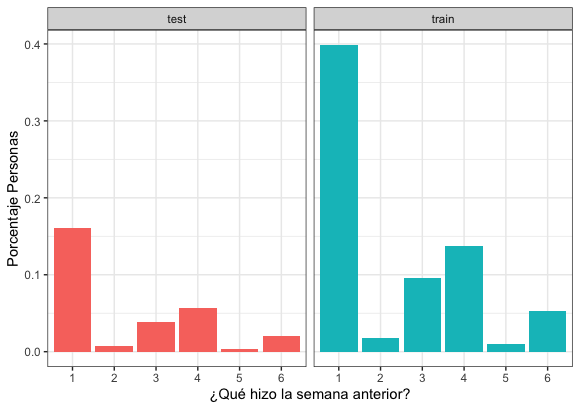 test train
0.4
0.3
0.2
0.1
0.0
Porcentaje Personas
1 2 3 4 5 6 1 2 3 4 5 6
¿Qué hizo la semana anterior?